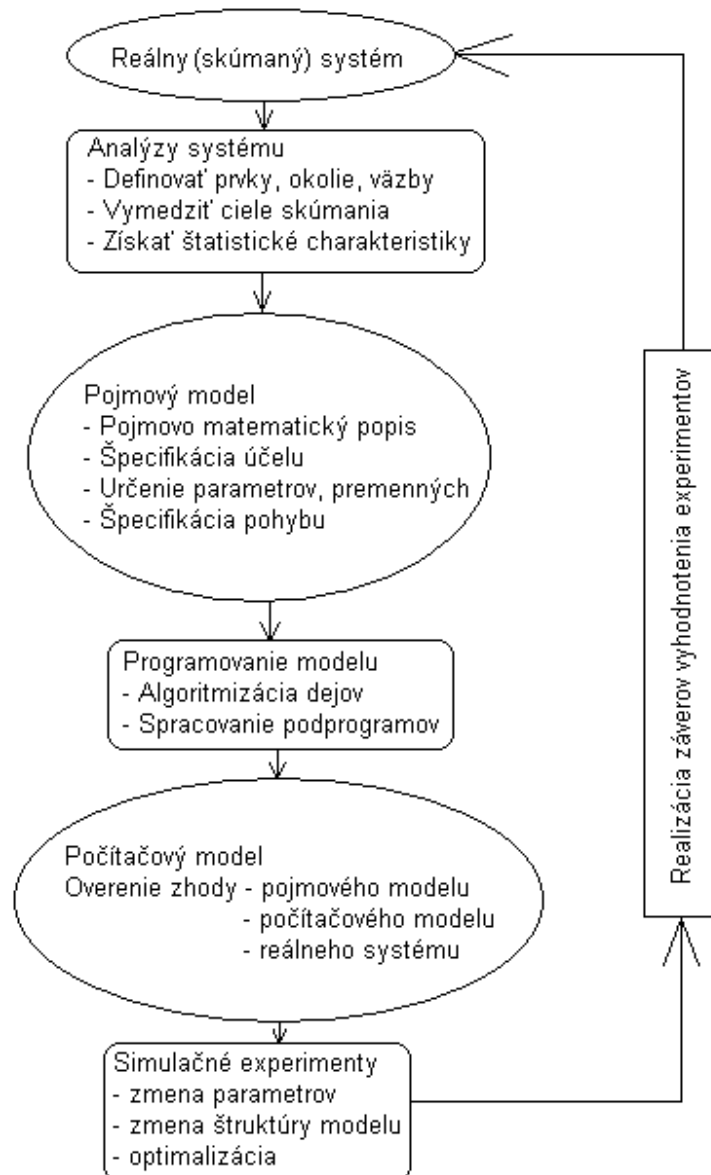 Reálny (skúmaný) systém
Analýzy systému
- Definovať prvky, okolie, väzby
- Vymedziť ciele skúmania
- Získať štatistické charakteristiky
Pojmový model
- Pojmovo matematický popis
- Špecifikácia účelu
- Určenie parametrov, premenných
- Špecifikácia pohybu
Programovanie modelu
- Algoritmizácia dejov
- Spracovanie podprogramov
Počítačový model
Overenie zhody - pojmového modelu
- počítačového modelu
- reálneho systému
Simulačné experimenty
- zmena parametrov
- zmena štruktúry modelu
- optimalizácia
Realizácia záverov vyhodnotenia experimentov